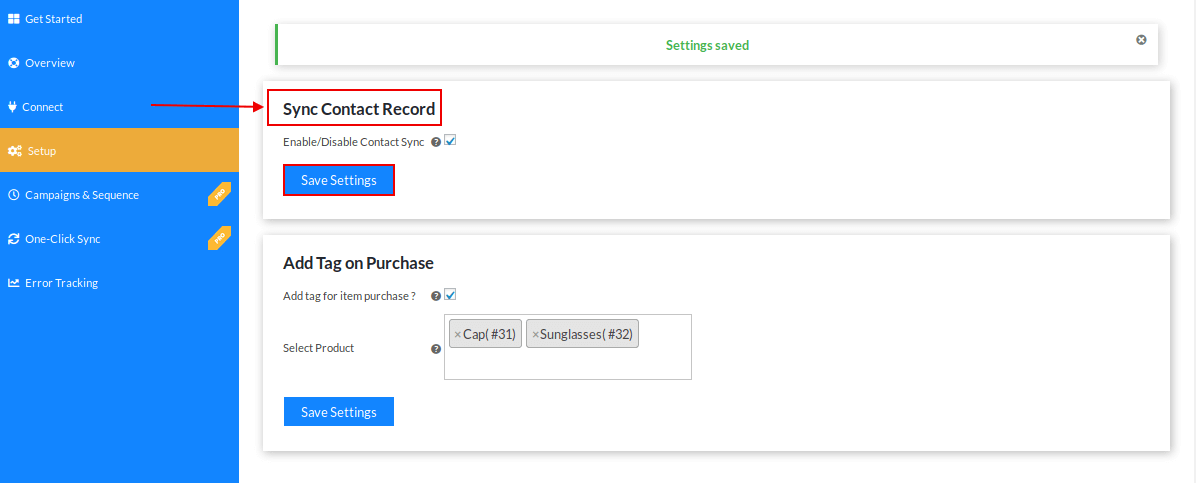 Get Started
Overview
Connect
Setup
Campaigns & Sequence
PRO
One-Click Sync
PRO
Error Tracking
Settings saved
Sync Contact Record
Enable/Disable Contact Sync
Save Settings
Add Tag on Purchase
Add tag for item purchase ?
Select Product
×Cap( #31) ×Sunglasses( #32)
Save Settings